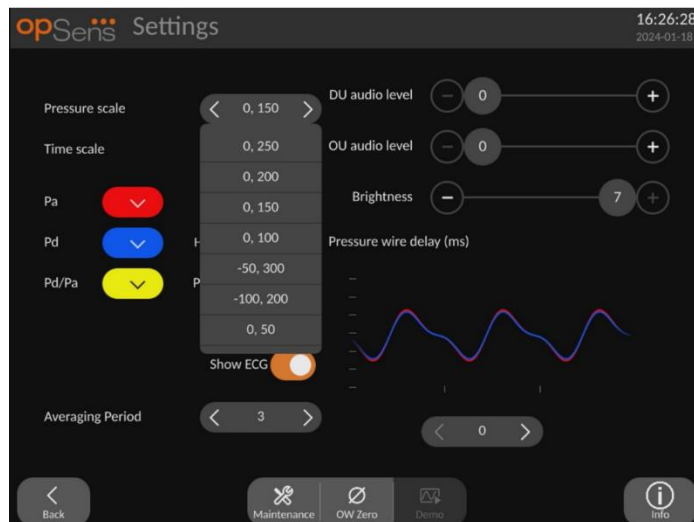 opSens Settings
16:26:28
2024-01-18
Pressure scale
0, 150
Time scale
0, 250
0, 200
0, 150
0, 100
-50, 300
-100, 200
0, 50
Pa
Pd
H
Pd/Pa
P
Show ECG
Averaging Period
3
DU audio level
0
OU audio level
0
Brightness
7
Pressure wire delay (ms)
0
Back
Maintenance
OW Zero
Demo
Info